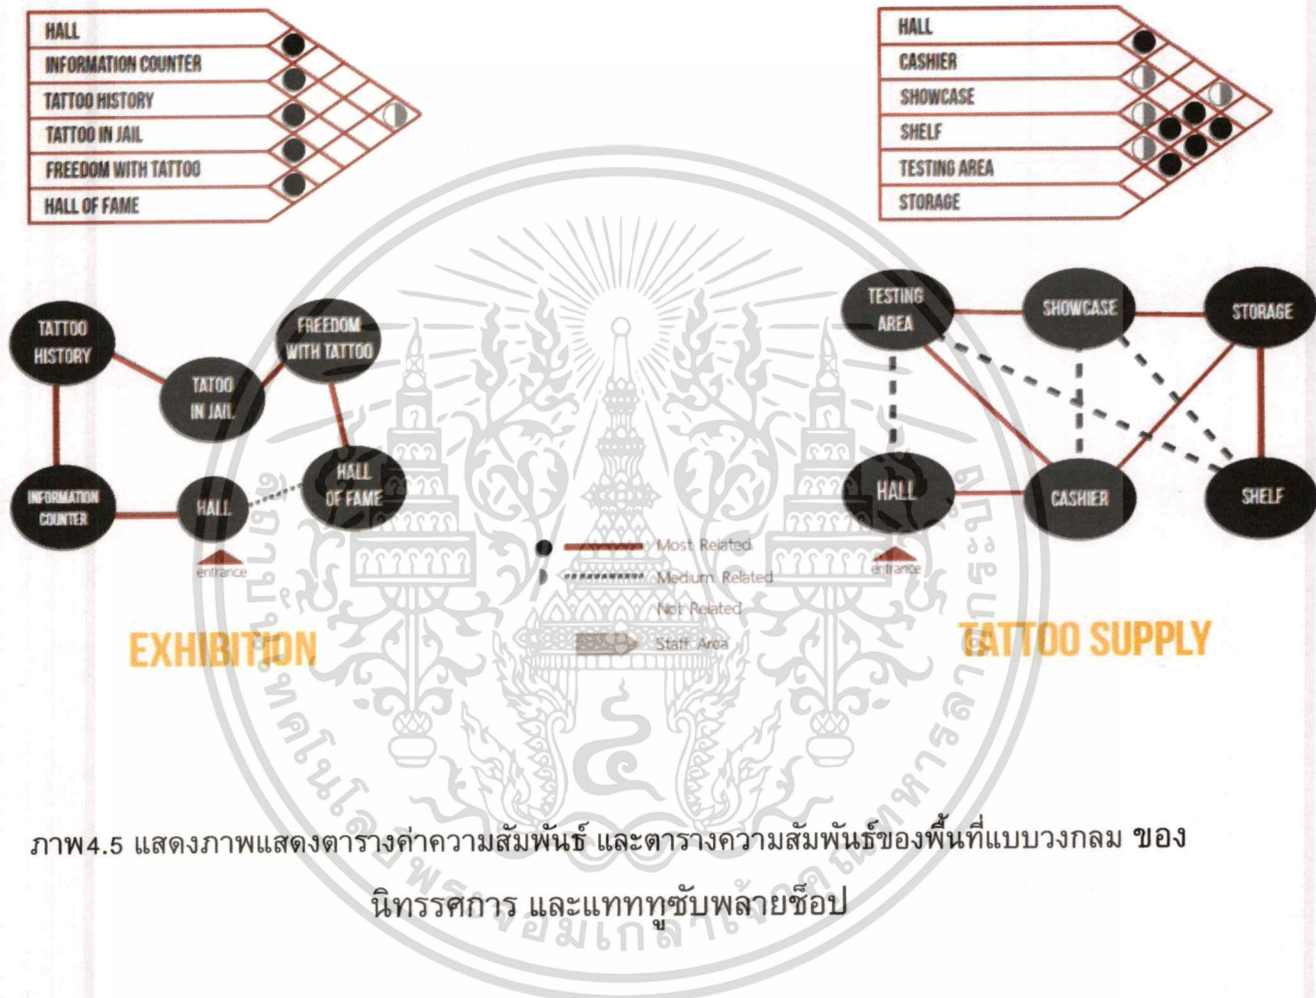 HALL
INFORMATION COUNTER
TATTOO HISTORY
TATTOO IN JAIL
FREEDOM WITH TATTOO
HALL OF FAME
HALL
CASHIER
SHOWCASE
SHELF
TESTING AREA
STORAGE
TATTOO
HISTORY
TATOO
IN JAIL
FREEDOM
WITH TATTOO
INFORMATION
COUNTER
HALL
HALL
OF FAME
entrance
TESTING
AREA
SHOWCASE
STORAGE
HALL
CASHIER
SHELF
entrance
Most Related
Medium Related
Not Related
Staff Area
EXHIBITION
TATTOO SUPPLY
ภาพ4.5 แสดงภาพแสดงตารางค่าความสัมพันธ์ และตารางความสัมพันธ์ของพื้นที่แบบวงกลม ของ
นิทรรศการ และแทททูซับพลายช็อป